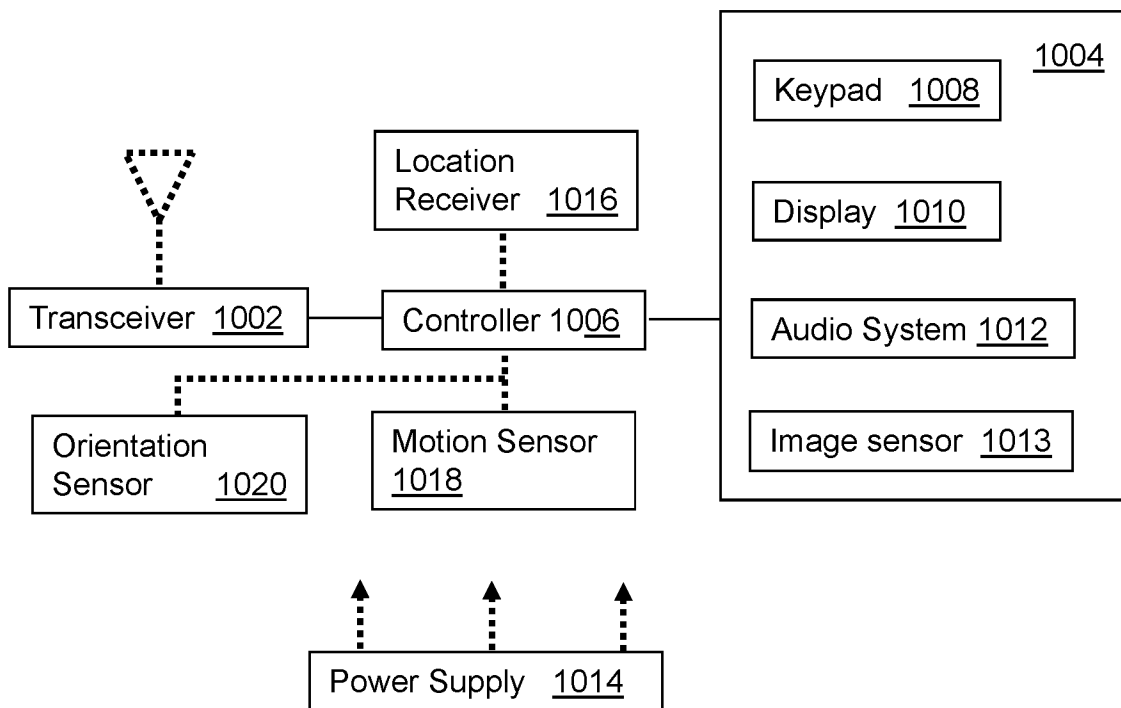 1004
Keypad 1008
Location
Receiver 1016
Display 1010
Transceiver 1002
Controller 1006
Audio System 1012
Orientation
Sensor 1020
Motion Sensor
1018
Image sensor 1013
Power Supply 1014